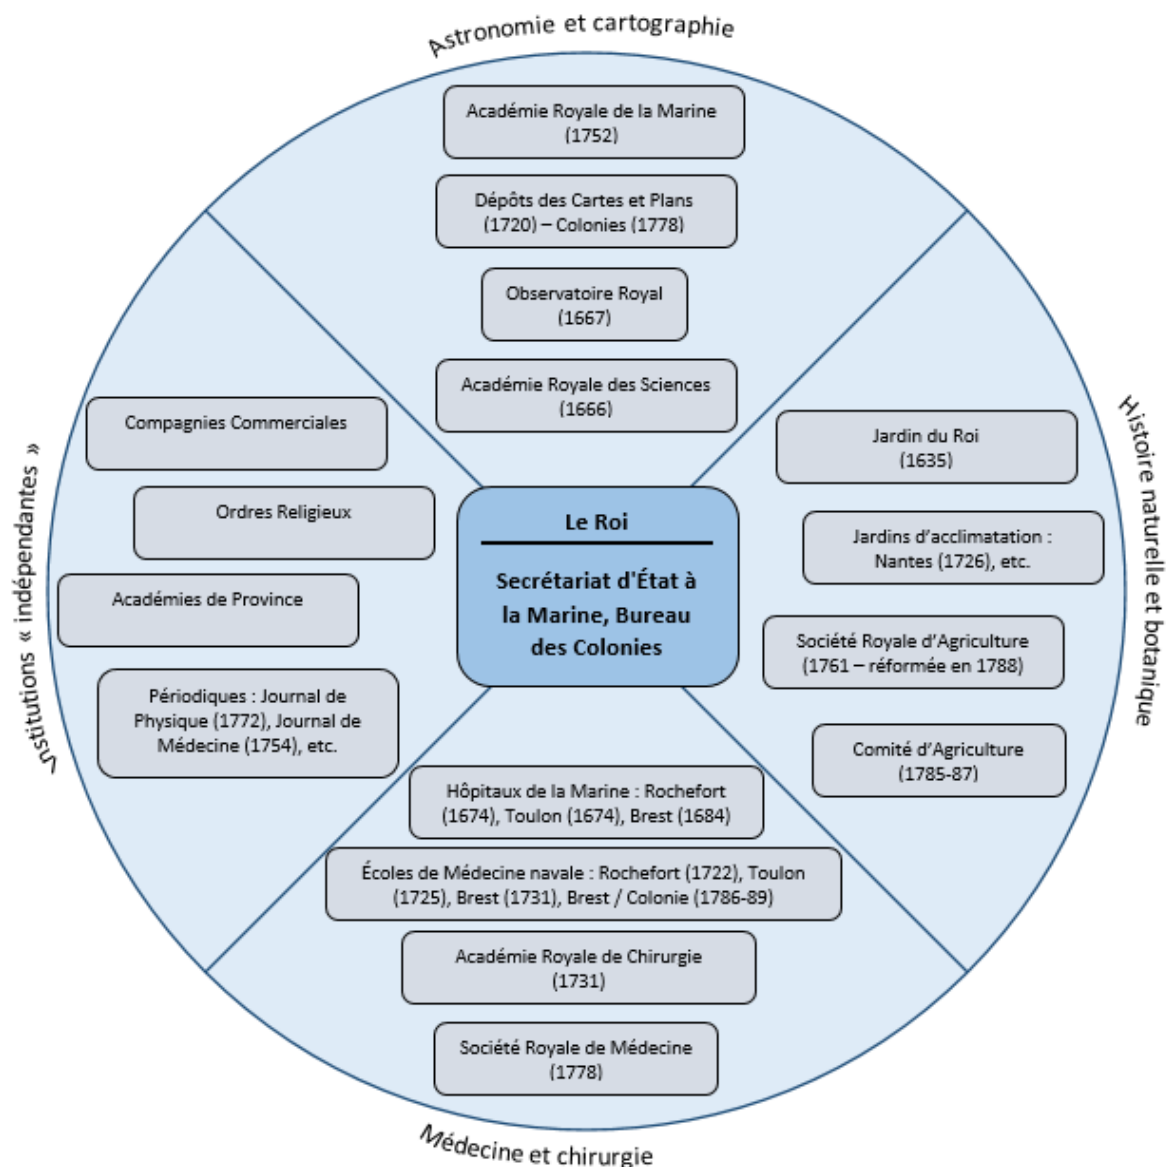 Astronomie et cartographie
Académie Royale de la Marine
(1752)
Dépôts des Cartes et Plans
(1720) – Colonies (1778)
Observatoire Royal
(1667)
Académie Royale des Sciences
(1666)
Histoire naturelle et botanique
Jardin du Roi
(1635)
Jardins d'acclimatation :
Nantes (1726), etc.
Société Royale d'Agriculture
(1761 – réformée en 1788)
Comité d'Agriculture
(1785-87)
Le Roi
Secrétariat d'État à
la Marine, Bureau
des Colonies
Institutions « indépendantes »
Compagnies Commerciales
Ordres Religieux
Académies de Province
Périodiques : Journal de
Physique (1772), Journal de
Médecine (1754), etc.
Hôpitaux de la Marine : Rochefort
(1674), Toulon (1674), Brest (1684)
Écoles de Médecine navale : Rochefort (1722), Toulon
(1725), Brest (1731), Brest / Colonie (1786-89)
Académie Royale de Chirurgie
(1731)
Société Royale de Médecine
(1778)
Médecine et chirurgie